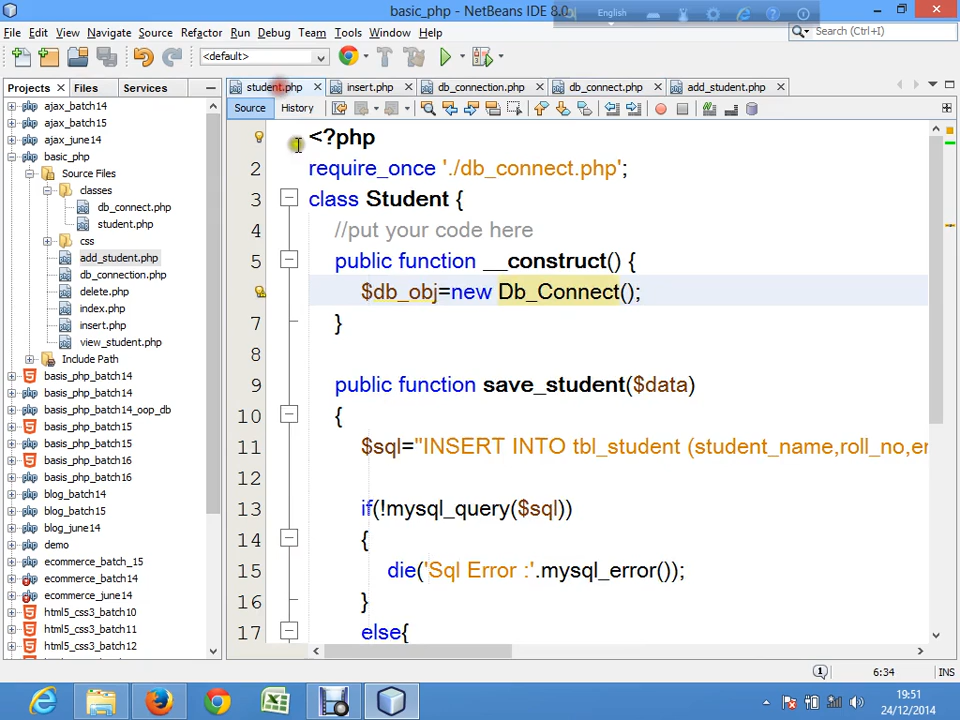 basic_php - NetBeans IDE 8.0
English
File Edit View Navigate Source Refactor Run Debug Team Tools Window Help
Search (Ctrl+I)
<default>
Projects Files Services
student.php insert.php db_connection.php db_connect.php add_student.php
Source History
ajax_batch14
ajax_batch15
ajax_june14
basic_php
Source Files
classes
db_connect.php
student.php
css
add_student.php
db_connection.php
delete.php
index.php
insert.php
view_student.php
Include Path
basis_php_batch14
basic_php_batch14
basic_php_batch14_oop_db
basis_php_batch15
basic_php_batch15
basis_php_batch16
basic_php_batch16
blog_batch14
blog_batch15
blog_june14
demo
ecommerce_batch_15
ecommerce_batch14
ecommerce_june14
html5_css3_batch10
html5_css3_batch11
html5_css3_batch12
<?php
2 require_once './db_connect.php';
3 class Student {
4 //put your code here
5 public function __construct() {
$db_obj=new Db_Connect();
7 }
8
9 public function save_student($data)
10 {
11 $sql="INSERT INTO tbl_student (student_name,roll_no,er
12
13 if(!mysql_query($sql))
14 {
15 die('Sql Error :'.mysql_error());
16 }
17 else{
6:34 INS
19:51
24/12/2014